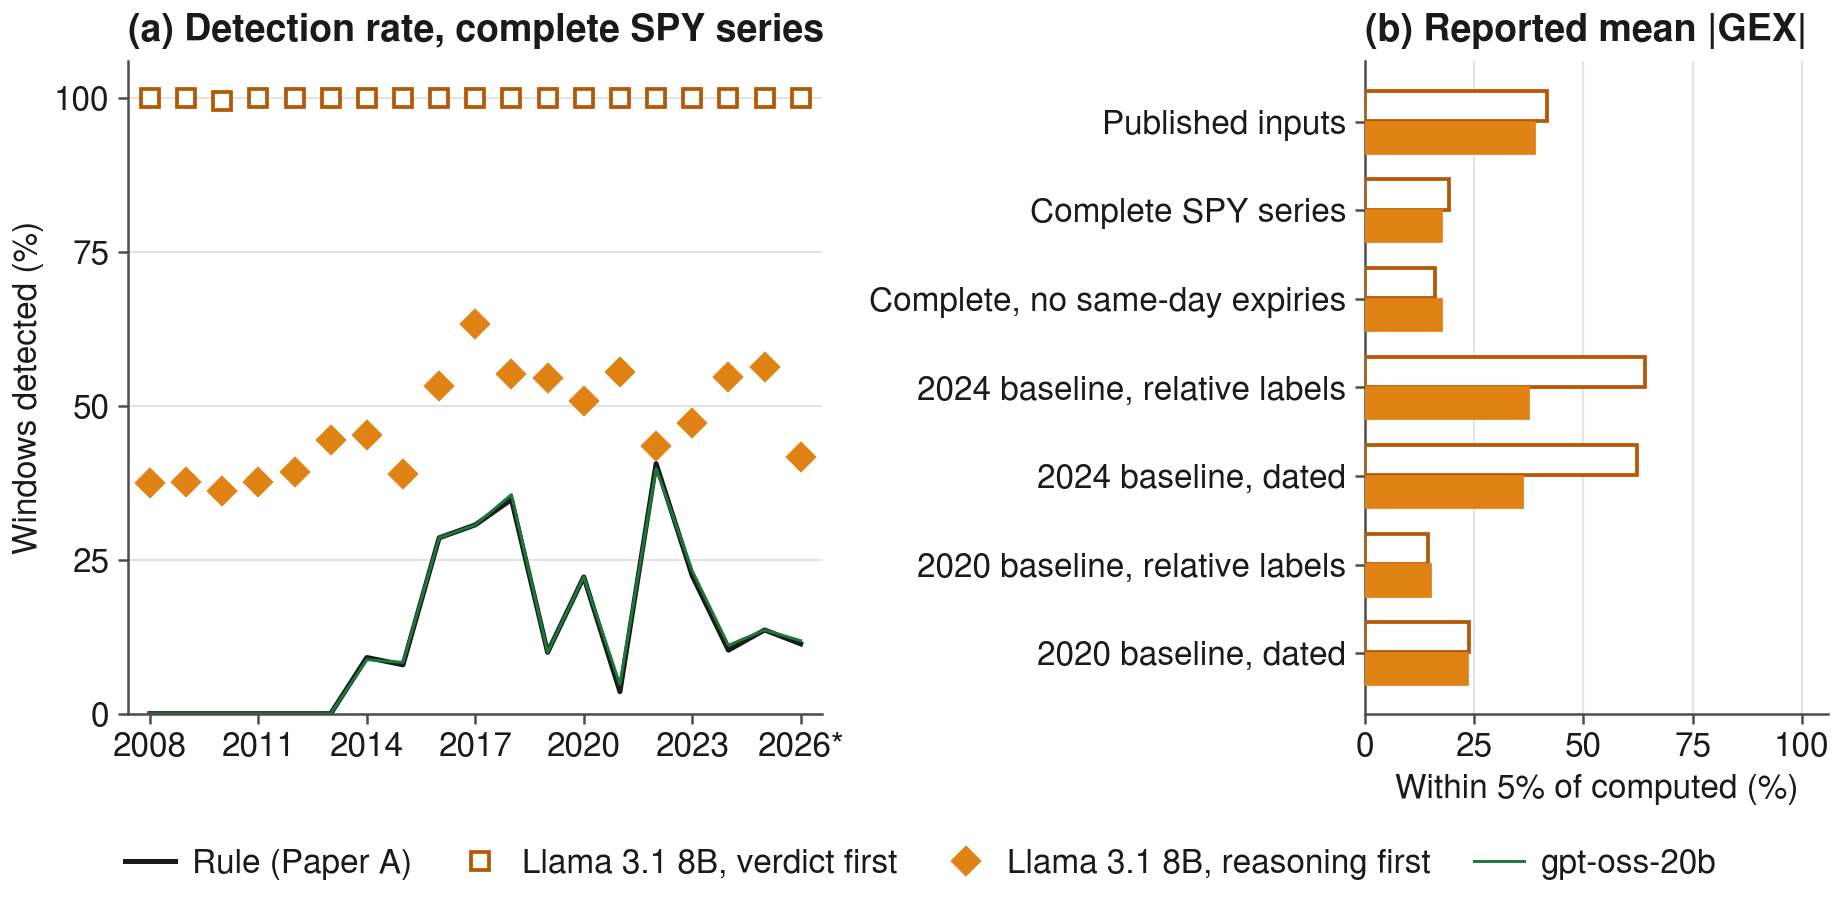 (a) Detection rate, complete SPY series
Windows detected (%)
100
75
50
25
0
2008 2011 2014 2017 2020 2023 2026*
(b) Reported mean |GEX|
Published inputs
Complete SPY series
Complete, no same-day expiries
2024 baseline, relative labels
2024 baseline, dated
2020 baseline, relative labels
2020 baseline, dated
0 25 50 75 100
Within 5% of computed (%)
Rule (Paper A) Llama 3.1 8B, verdict first Llama 3.1 8B, reasoning first gpt-oss-20b